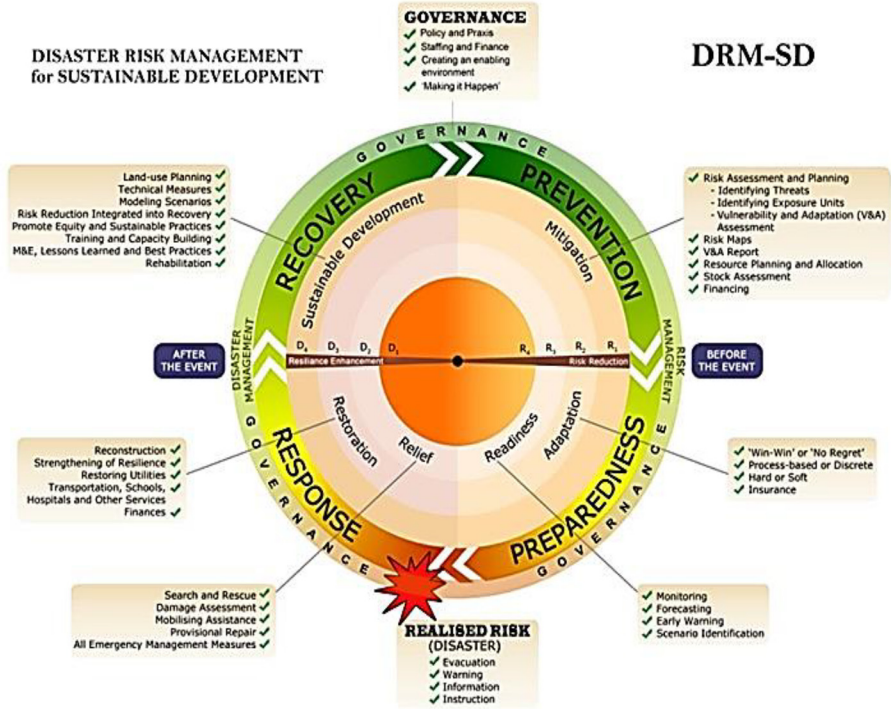 DISASTER RISK MANAGEMENT
for SUSTAINABLE DEVELOPMENT
GOVERNANCE
Policy and Praxis
Staffing and Finance
Creating an enabling
environment
'Making it Happen'
DRM-SD
GOVERNANCE
Land-use Planning
Technical Measures
Modeling Scenarios
Risk Reduction Integrated into Recovery
Promote Equity and Sustainable Practices
Training and Capacity Building
M&E, Lessons Learned and Best Practices
Rehabilitation
RECOVERY
Sustainable Development
PREVENTION
Mitigation
Risk Assessment and Planning
- Identifying Threats
- Identifying Exposure Units
- Vulnerability and Adaptation (V&A)
Assessment
Risk Maps
V&A Report
Resource Planning and Allocation
Stock Assessment
Financing
AFTER
THE EVENT
DISASTER
MANAGEMENT
D4 D3 D2 D1
Resiliance Enhancement
R4 R3 R2 R1
Risk Reduction
RISK
MANAGEMENT
BEFORE
THE EVENT
RESPONSE
Restoration
Relief
Readiness
Adaptation
PREPAREDNESS
GOVERNANCE
GOVERNANCE
Reconstruction
Strengthening of Resilience
Restoring Utilities
Transportation, Schools,
Hospitals and Other Services
Finances
'Win-Win' or 'No Regret'
Process-based or Discrete
Hard or Soft
Insurance
Search and Rescue
Damage Assessment
Mobilising Assistance
Provisional Repair
All Emergency Management Measures
REALISED RISK
(DISASTER)
Evacuation
Warning
Information
Instruction
Monitoring
Forecasting
Early Warning
Scenario Identification